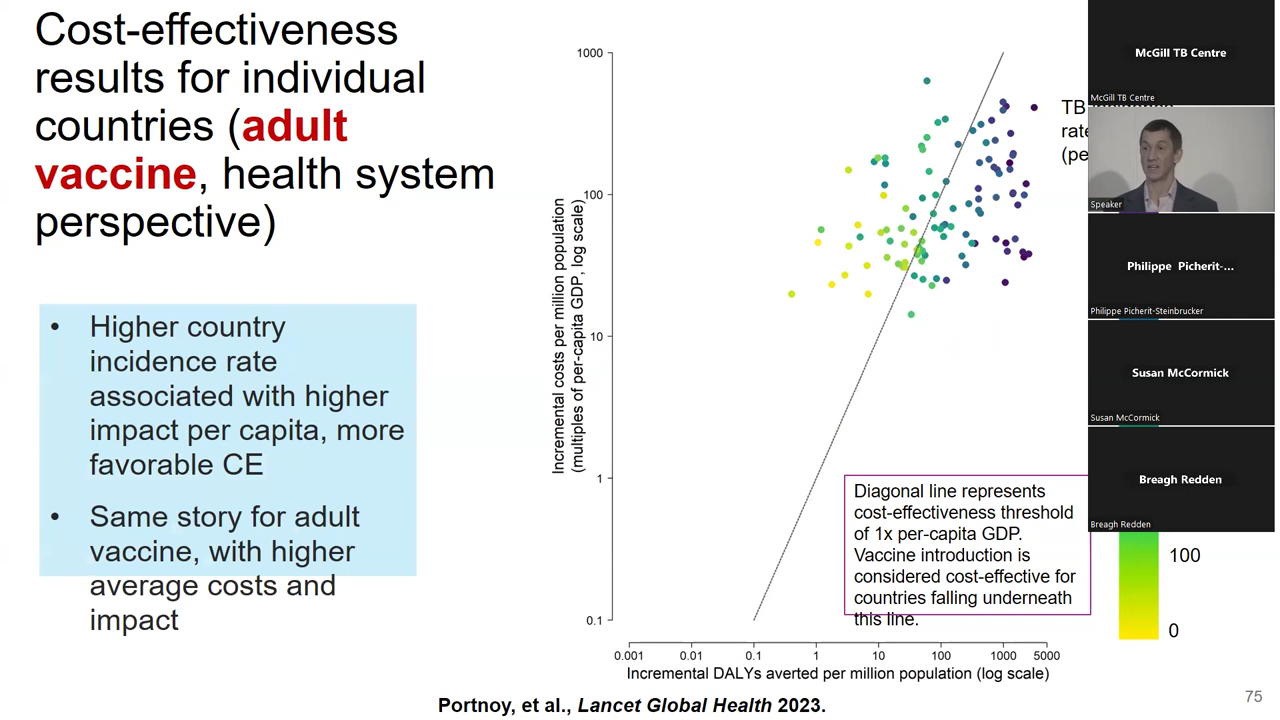 Cost-effectiveness
results for individual
countries (adult
vaccine, health system
perspective)
• Higher country
incidence rate
associated with higher
impact per capita, more
favorable CE
• Same story for adult
vaccine, with higher
average costs and
impact
Incremental costs per million population
(multiples of per-capita GDP, log scale)
1000
100
10
1
0.1
0.001 0.01 0.1 1 10 100 1000 5000
Incremental DALYs averted per million population (log scale)
Diagonal line represents
cost-effectiveness threshold
of 1x per-capita GDP.
Vaccine introduction is
considered cost-effective for
countries falling underneath
this line.
TB
rate
(pe
100
0
Portnoy, et al., Lancet Global Health 2023.
75
McGill TB Centre
McGill TB Centre
Speaker
Philippe Picherit-...
Philippe Picherit-Steinbrucker
Susan McCormick
Susan McCormick
Breagh Redden
Breagh Redden